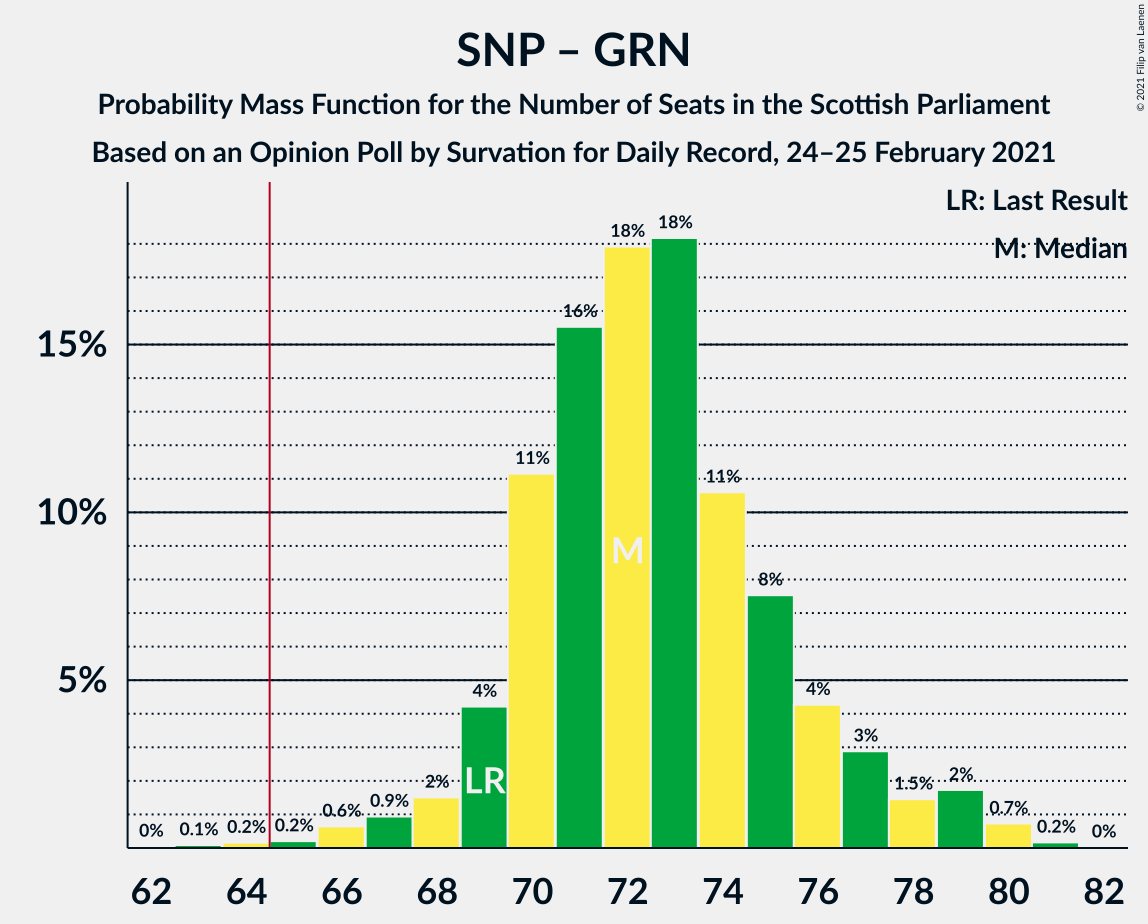 SNP – GRN
Probability Mass Function for the Number of Seats in the Scottish Parliament
Based on an Opinion Poll by Survation for Daily Record, 24–25 February 2021
© 2021 Filip van Laenen
LR: Last Result
M: Median
15%
10%
5%
0%
0.1%
0.2%
0.2%
0.6%
0.9%
2%
4%
11%
16%
18%
18%
11%
8%
4%
3%
1.5%
2%
0.7%
0.2%
0%
LR
M
62 64 66 68 70 72 74 76 78 80 82